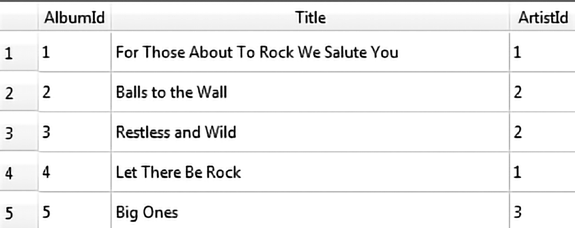 AlbumId Title ArtistId
1 1 For Those About To Rock We Salute You 1
2 2 Balls to the Wall 2
3 3 Restless and Wild 2
4 4 Let There Be Rock 1
5 5 Big Ones 3